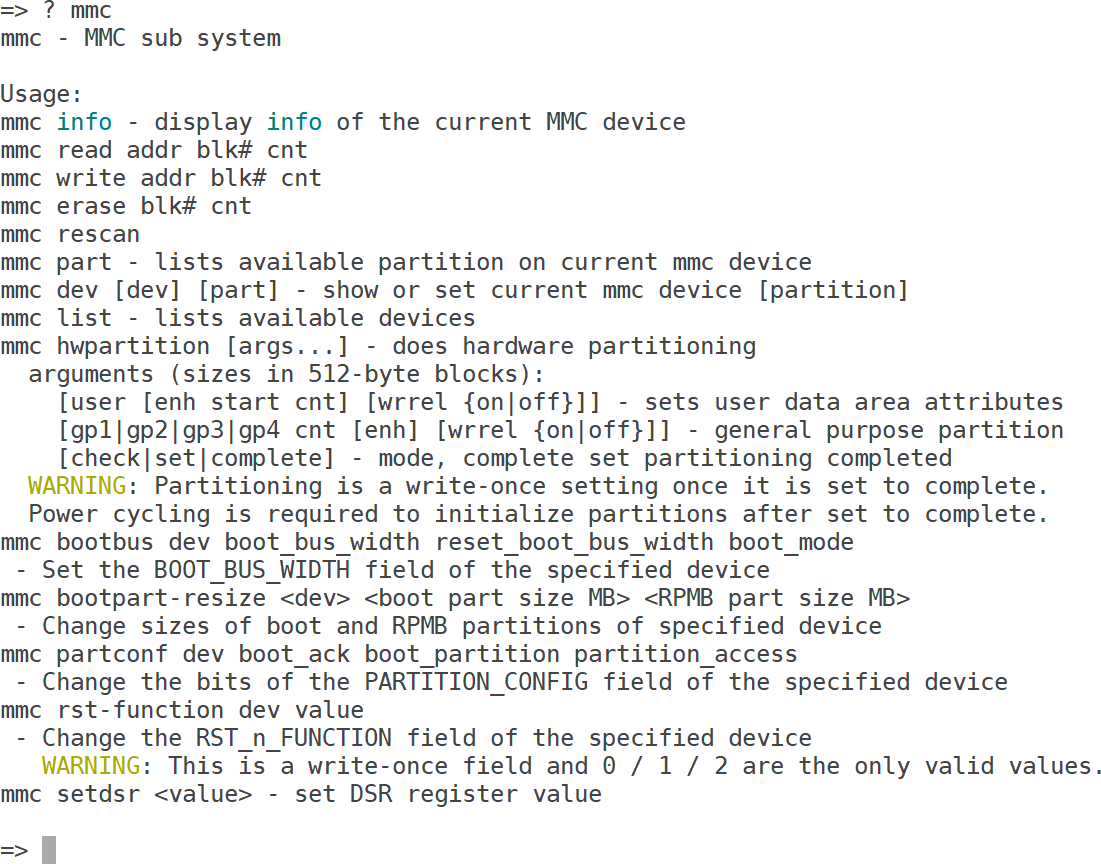 => ? mmc
mmc - MMC sub system
Usage:
mmc info - display info of the current MMC device
mmc read addr blk# cnt
mmc write addr blk# cnt
mmc erase blk# cnt
mmc rescan
mmc part - lists available partition on current mmc device
mmc dev [dev] [part] - show or set current mmc device [partition]
mmc list - lists available devices
mmc hwpartition [args...] - does hardware partitioning
  arguments (sizes in 512-byte blocks):
    [user [enh start cnt] [wrrel {on|off}]] - sets user data area attributes
    [gp1|gp2|gp3|gp4 cnt [enh] [wrrel {on|off}]] - general purpose partition
    [check|set|complete] - mode, complete set partitioning completed
  WARNING: Partitioning is a write-once setting once it is set to complete.
  Power cycling is required to initialize partitions after set to complete.
mmc bootbus dev boot_bus_width reset_boot_bus_width boot_mode
 - Set the BOOT_BUS_WIDTH field of the specified device
mmc bootpart-resize <dev> <boot part size MB> <RPMB part size MB>
 - Change sizes of boot and RPMB partitions of specified device
mmc partconf dev boot_ack boot_partition partition_access
 - Change the bits of the PARTITION_CONFIG field of the specified device
mmc rst-function dev value
 - Change the RST_n_FUNCTION field of the specified device
   WARNING: This is a write-once field and 0 / 1 / 2 are the only valid values.
mmc setdsr <value> - set DSR register value
=>